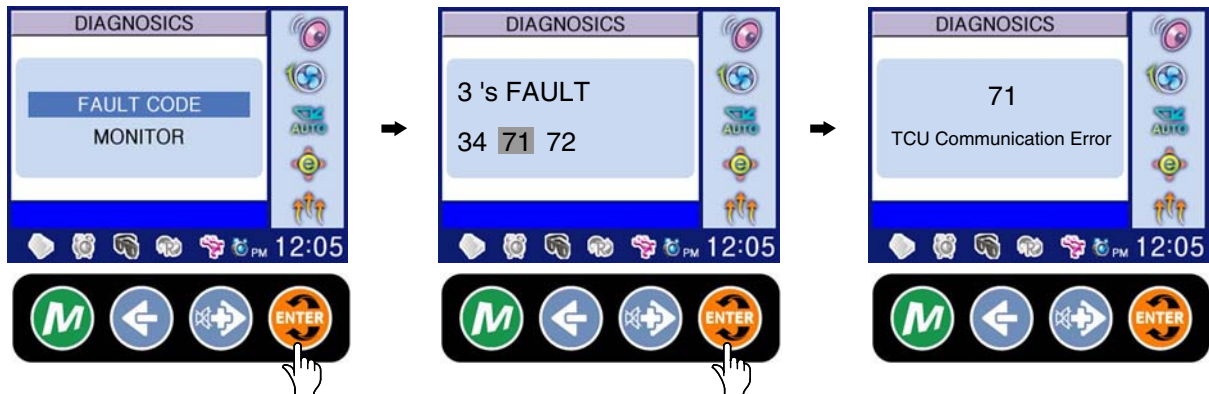 DIAGNOSICS
FAULT CODE
MONITOR
AUTO
e
PM 12:05
M
ENTER
DIAGNOSICS
3 's FAULT
34 71 72
AUTO
e
PM 12:05
M
ENTER
DIAGNOSICS
71
TCU Communication Error
AUTO
e
PM 12:05
M
ENTER